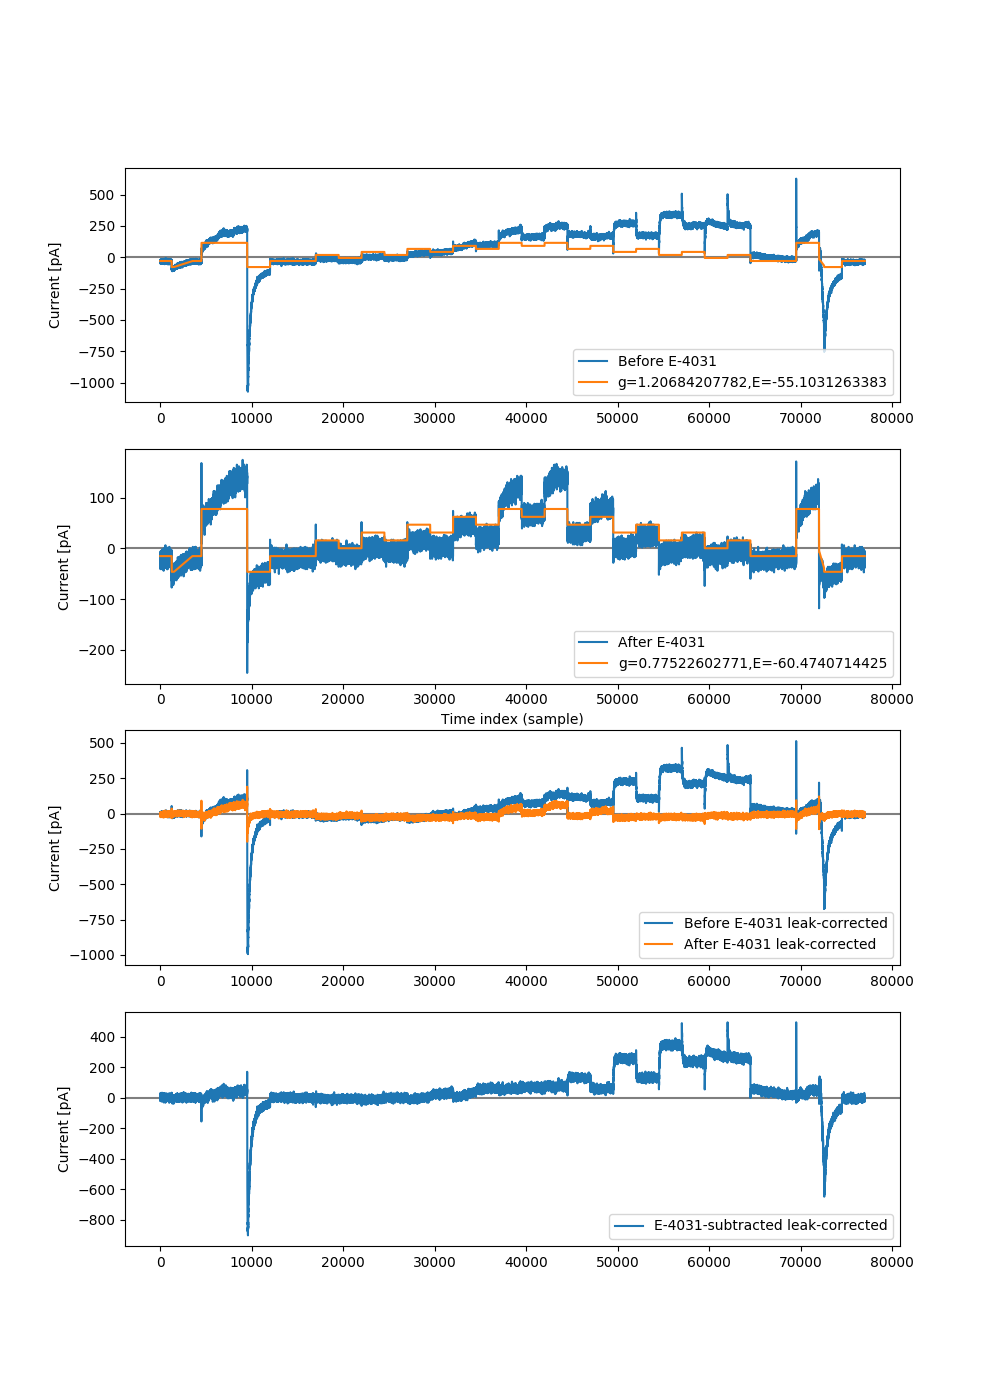 500
250
0
−250
−500
−750
−1000
Current [pA]
Before E-4031
g=1.20684207782,E=-55.1031263383
0 10000 20000 30000 40000 50000 60000 70000 80000
100
0
−100
−200
Current [pA]
After E-4031
g=0.77522602771,E=-60.4740714425
0 10000 20000 30000 40000 50000 60000 70000 80000
Time index (sample)
500
250
0
−250
−500
−750
−1000
Current [pA]
Before E-4031 leak-corrected
After E-4031 leak-corrected
0 10000 20000 30000 40000 50000 60000 70000 80000
400
200
0
−200
−400
−600
−800
Current [pA]
E-4031-subtracted leak-corrected
0 10000 20000 30000 40000 50000 60000 70000 80000